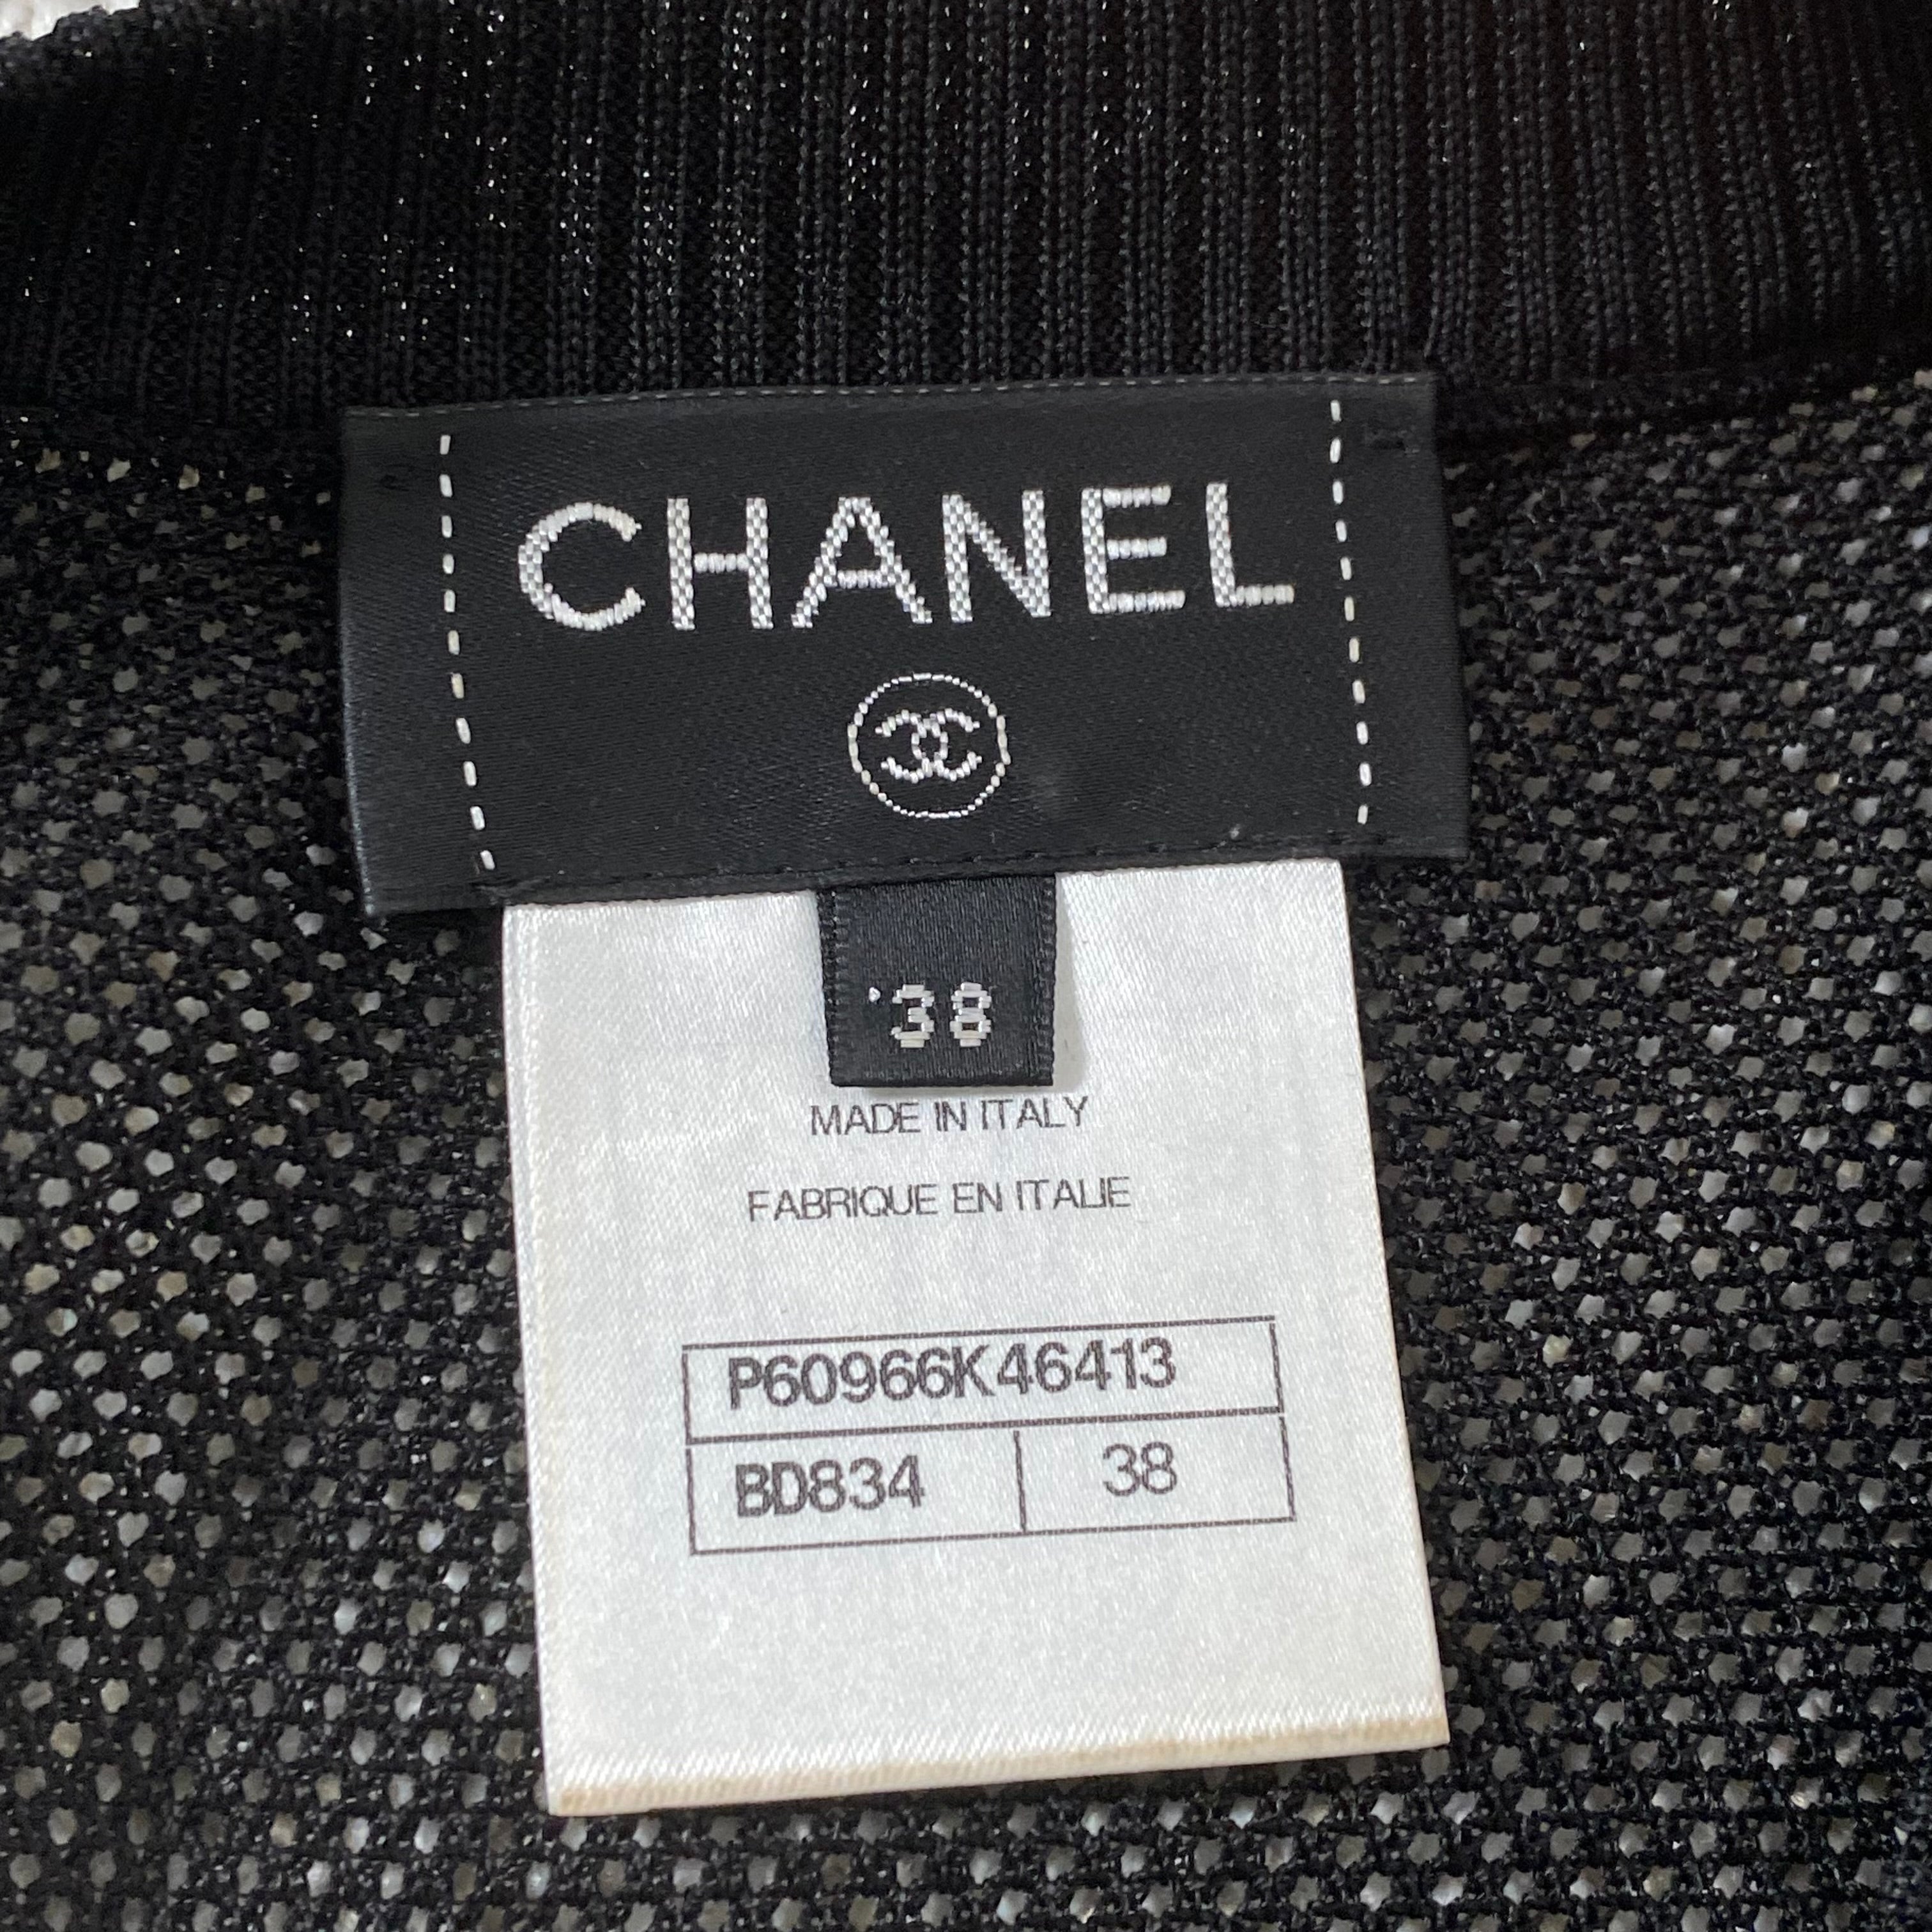 CHANEL
38
MADE IN ITALY
FABRIQUE EN ITALIE
P60966K46413
BD834 38